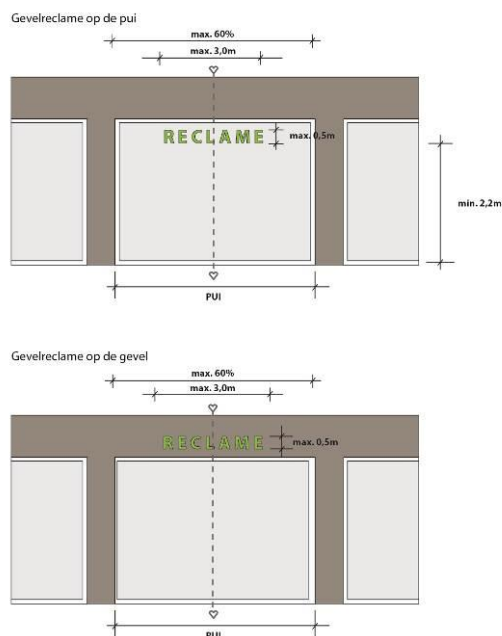 Gevelreclame op de pui
max. 60%
max. 3,0m
RECLAME
max. 0,5m
min. 2,2m
PUI
Gevelreclame op de gevel
max. 60%
max. 3,0m
RECLAME
max. 0,5m
PUI